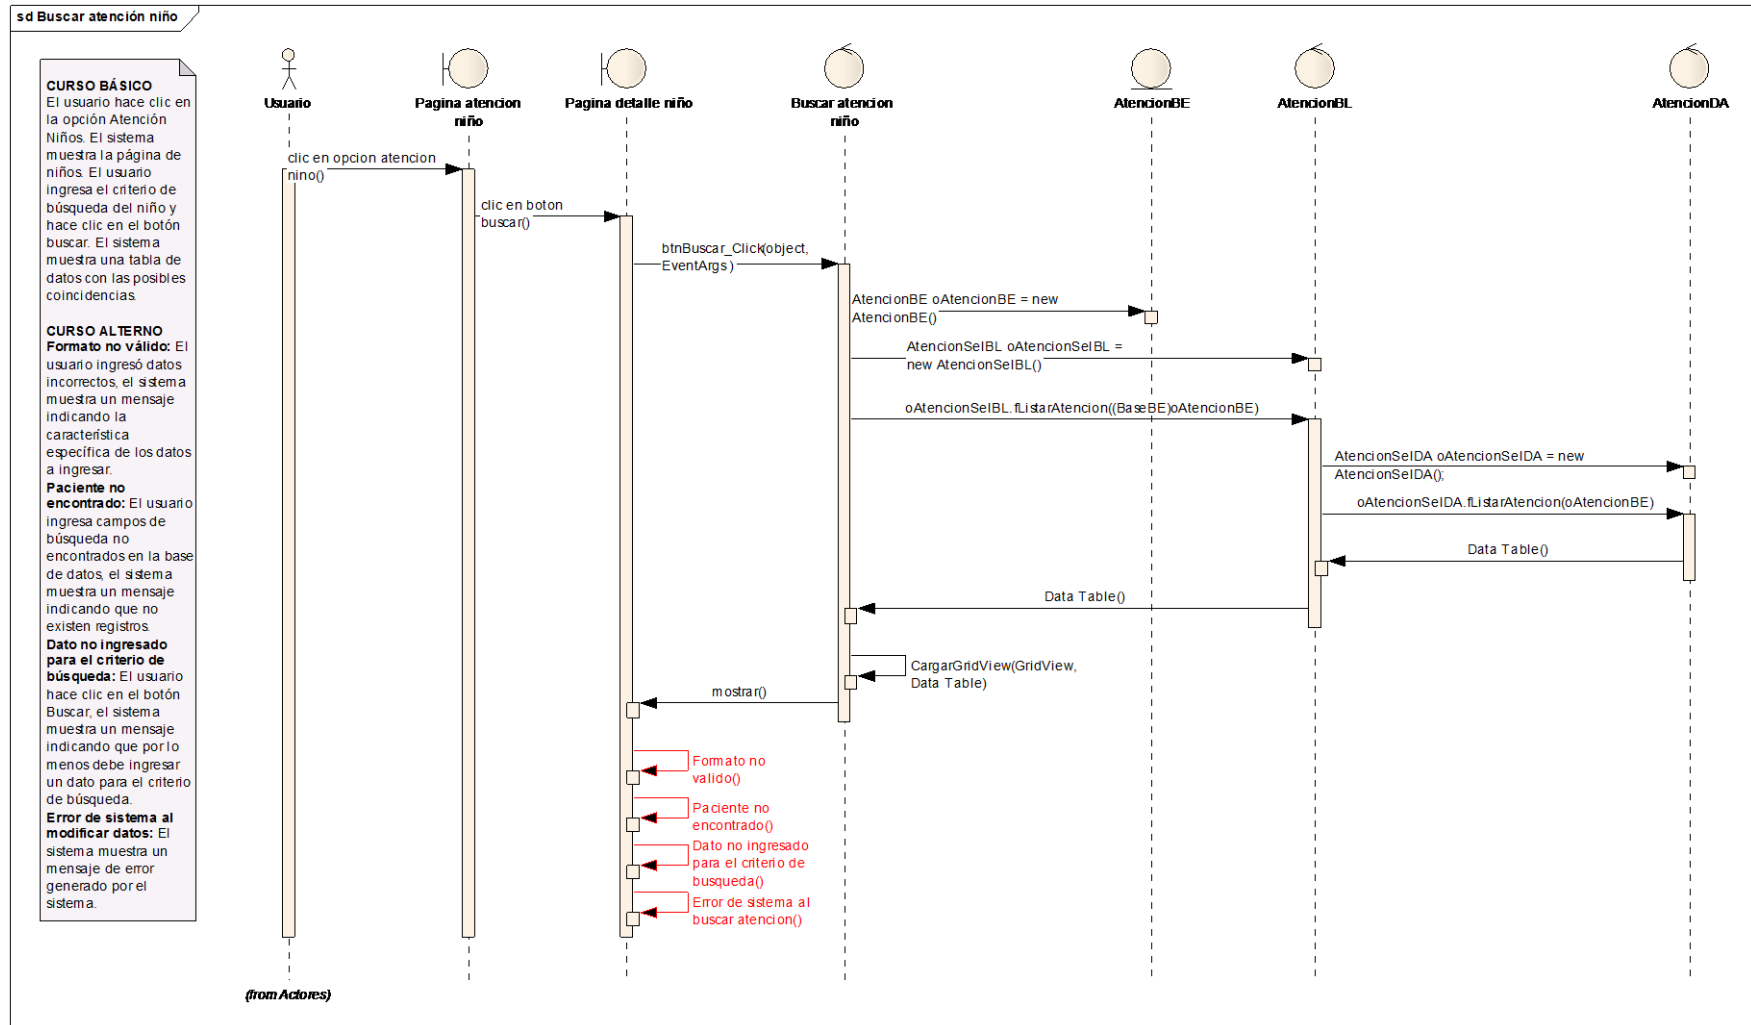 sd Buscar atención niño
CURSO BÁSICO
El usuario hace clic en
la opción Atención
Niños. El sistema
muestra la página de
niños. El usuario
ingresa el criterio de
búsqueda del niño y
hace clic en el botón
buscar. El sistema
muestra una tabla de
datos con las posibles
coincidencias.
CURSO ALTERNO
Formato no válido: El
usuario ingresó datos
incorrectos, el sistema
muestra un mensaje
indicando la
característica
específica de los datos
a ingresar.
Paciente no
encontrado: El usuario
ingresa campos de
búsqueda no
encontrados en la base
de datos, el sistema
muestra un mensaje
indicando que no
existen registros.
Dato no ingresado
para el criterio de
búsqueda: El usuario
hace clic en el botón
Buscar, el sistema
muestra un mensaje
indicando que por lo
menos debe ingresar
un dato para el criterio
de búsqueda.
Error de sistema al
modificar datos: El
sistema muestra un
mensaje de error
generado por el
sistema.
Usuario
Pagina atencion
niño
Pagina detalle niño
Buscar atencion
niño
AtencionBE
AtencionBL
AtencionDA
clic en opcion atencion
nino()
clic en boton
buscar()
btnBuscar_Click(object,
EventArgs)
AtencionBE oAtencionBE = new
AtencionBE()
AtencionSelBL oAtencionSelBL =
new AtencionSelBL()
oAtencionSelBL.fListarAtencion((BaseBE)oAtencionBE)
AtencionSelDA oAtencionSelDA = new
AtencionSelDA();
oAtencionSelDA.fListarAtencion(oAtencionBE)
Data Table()
Data Table()
CargarGridView(GridView,
Data Table)
mostrar()
Formato no
valido()
Paciente no
encontrado()
Dato no ingresado
para el criterio de
busqueda()
Error de sistema al
buscar atencion()
(from Actores)